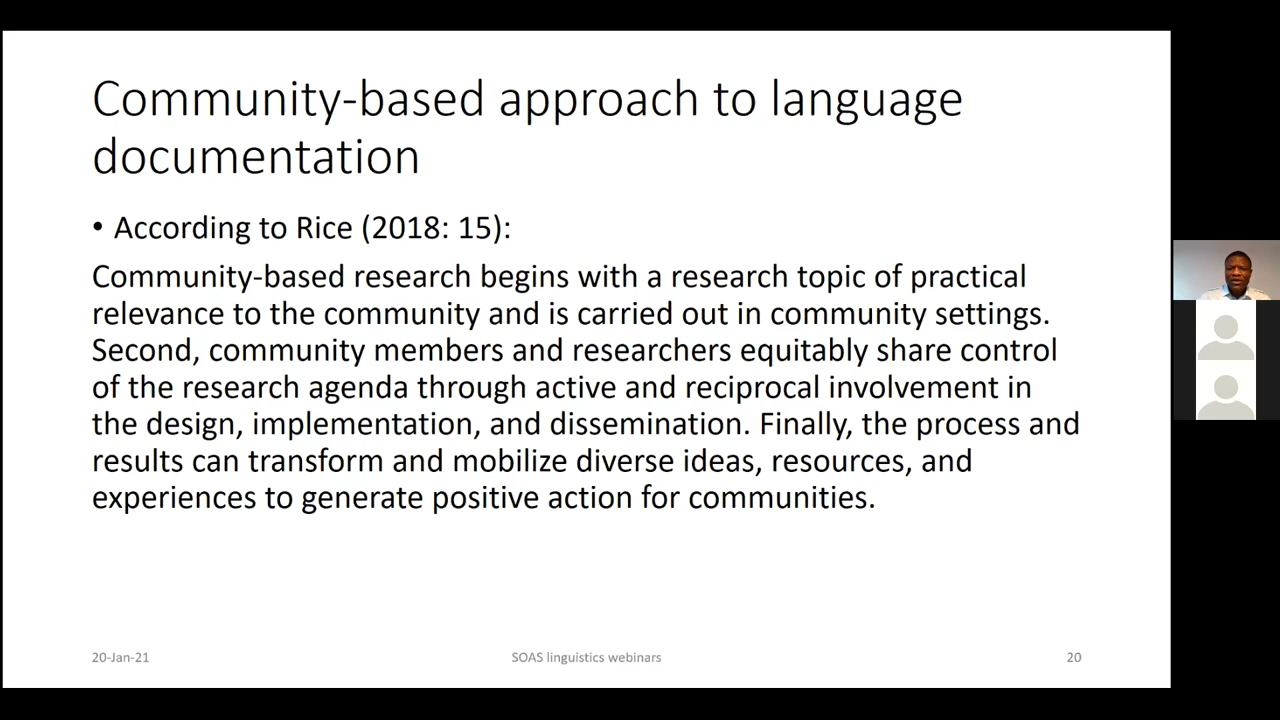 Community-based approach to language
documentation
• According to Rice (2018: 15):
Community-based research begins with a research topic of practical
relevance to the community and is carried out in community settings.
Second, community members and researchers equitably share control
of the research agenda through active and reciprocal involvement in
the design, implementation, and dissemination. Finally, the process and
results can transform and mobilize diverse ideas, resources, and
experiences to generate positive action for communities.
20-Jan-21
SOAS linguistics webinars
20